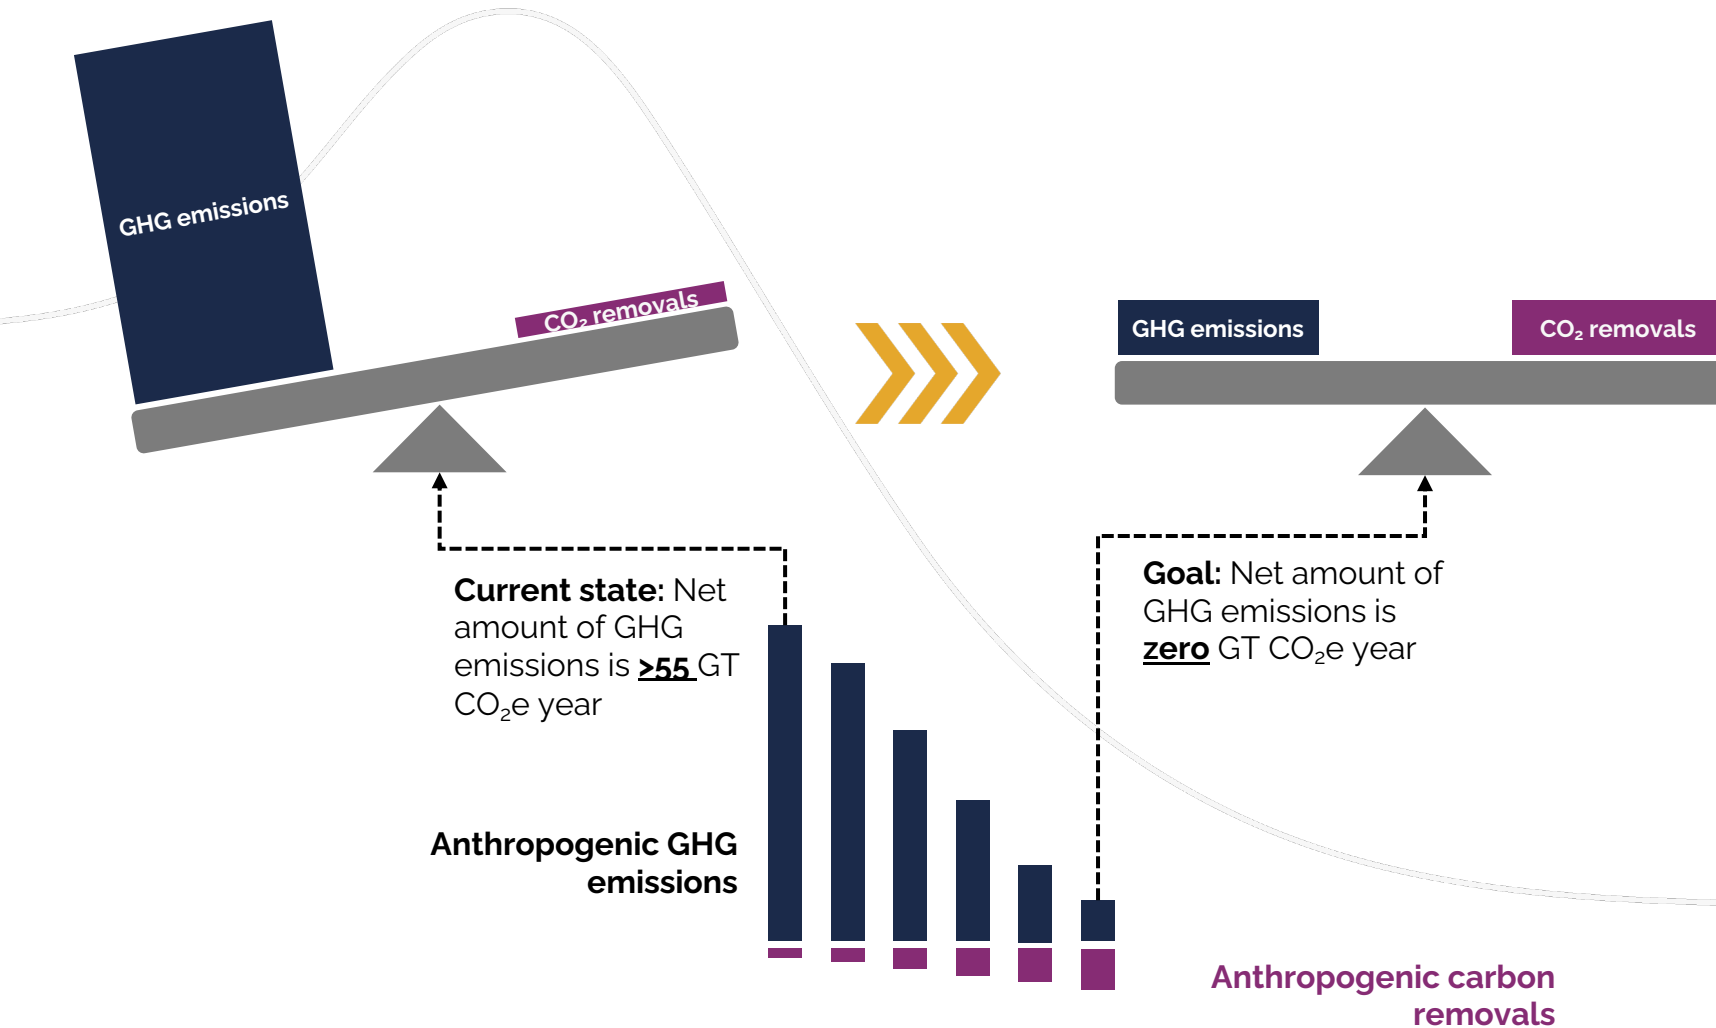 GHG emissions
CO₂ removals
GHG emissions
CO₂ removals
Current state: Net
amount of GHG
emissions is >55 GT
CO₂e year
Goal: Net amount of
GHG emissions is
zero GT CO₂e year
Anthropogenic GHG
emissions
Anthropogenic carbon
removals